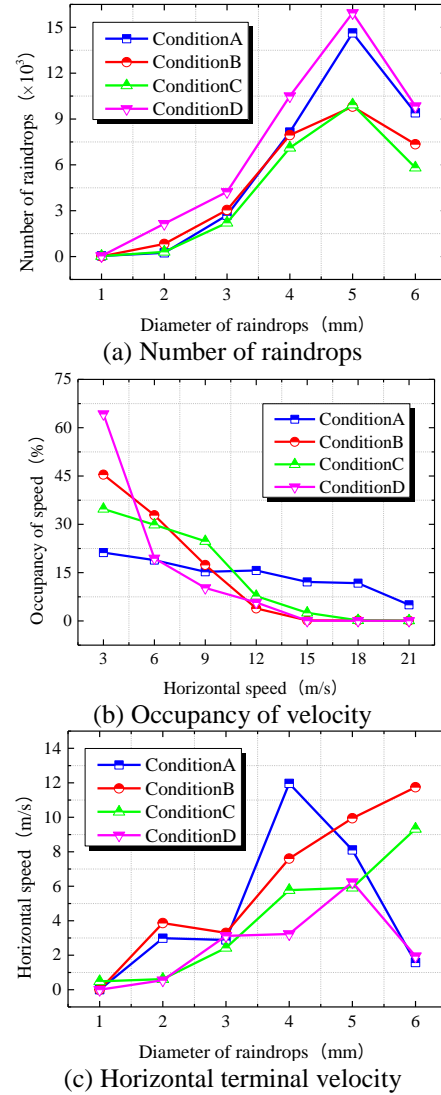 15
12
9
6
3
0
Number of raindrops（×10³）
ConditionA
ConditionB
ConditionC
ConditionD
1 2 3 4 5 6
Diameter of raindrops（mm）
(a) Number of raindrops
75
60
45
30
15
0
Occupancy of speed（%）
ConditionA
ConditionB
ConditionC
ConditionD
3 6 9 12 15 18 21
Horizontal speed（m/s）
(b) Occupancy of velocity
14
12
10
8
6
4
2
0
Horizontal speed（m/s）
ConditionA
ConditionB
ConditionC
ConditionD
1 2 3 4 5 6
Diameter of raindrops（mm）
(c) Horizontal terminal velocity